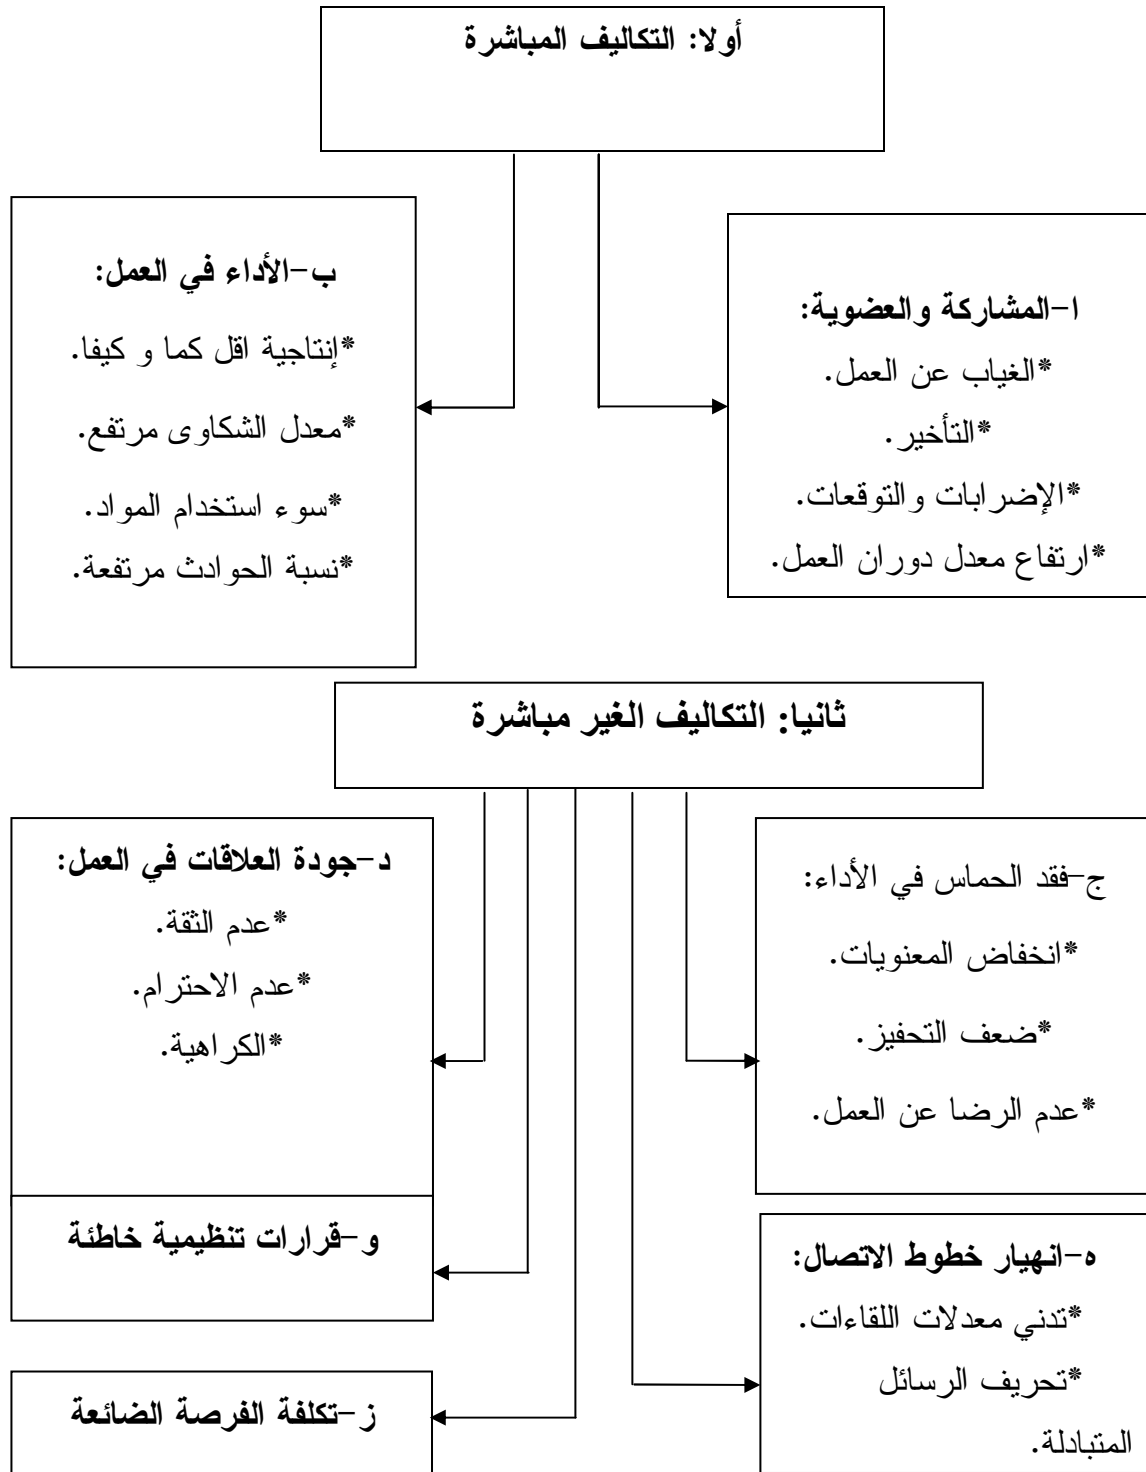 أولا: التكاليف المباشرة
ا-المشاركة والعضوية:
*الغياب عن العمل.
*التأخير.
*الإضرابات والتوقعات.
*ارتفاع معدل دوران العمل.
ب-الأداء في العمل:
*إنتاجية اقل كما و كيفا.
*معدل الشكاوى مرتفع.
*سوء استخدام المواد.
*نسبة الحوادث مرتفعة.
ثانيا: التكاليف الغير مباشرة
ج-فقد الحماس في الأداء:
*انخفاض المعنويات.
*ضعف التحفيز.
*عدم الرضا عن العمل.
د-جودة العلاقات في العمل:
*عدم الثقة.
*عدم الاحترام.
*الكراهية.
ه-انهيار خطوط الاتصال:
*تدني معدلات اللقاءات.
*تحريف الرسائل
المتبادلة.
و-قرارات تنظيمية خاطئة
ز-تكلفة الفرصة الضائعة